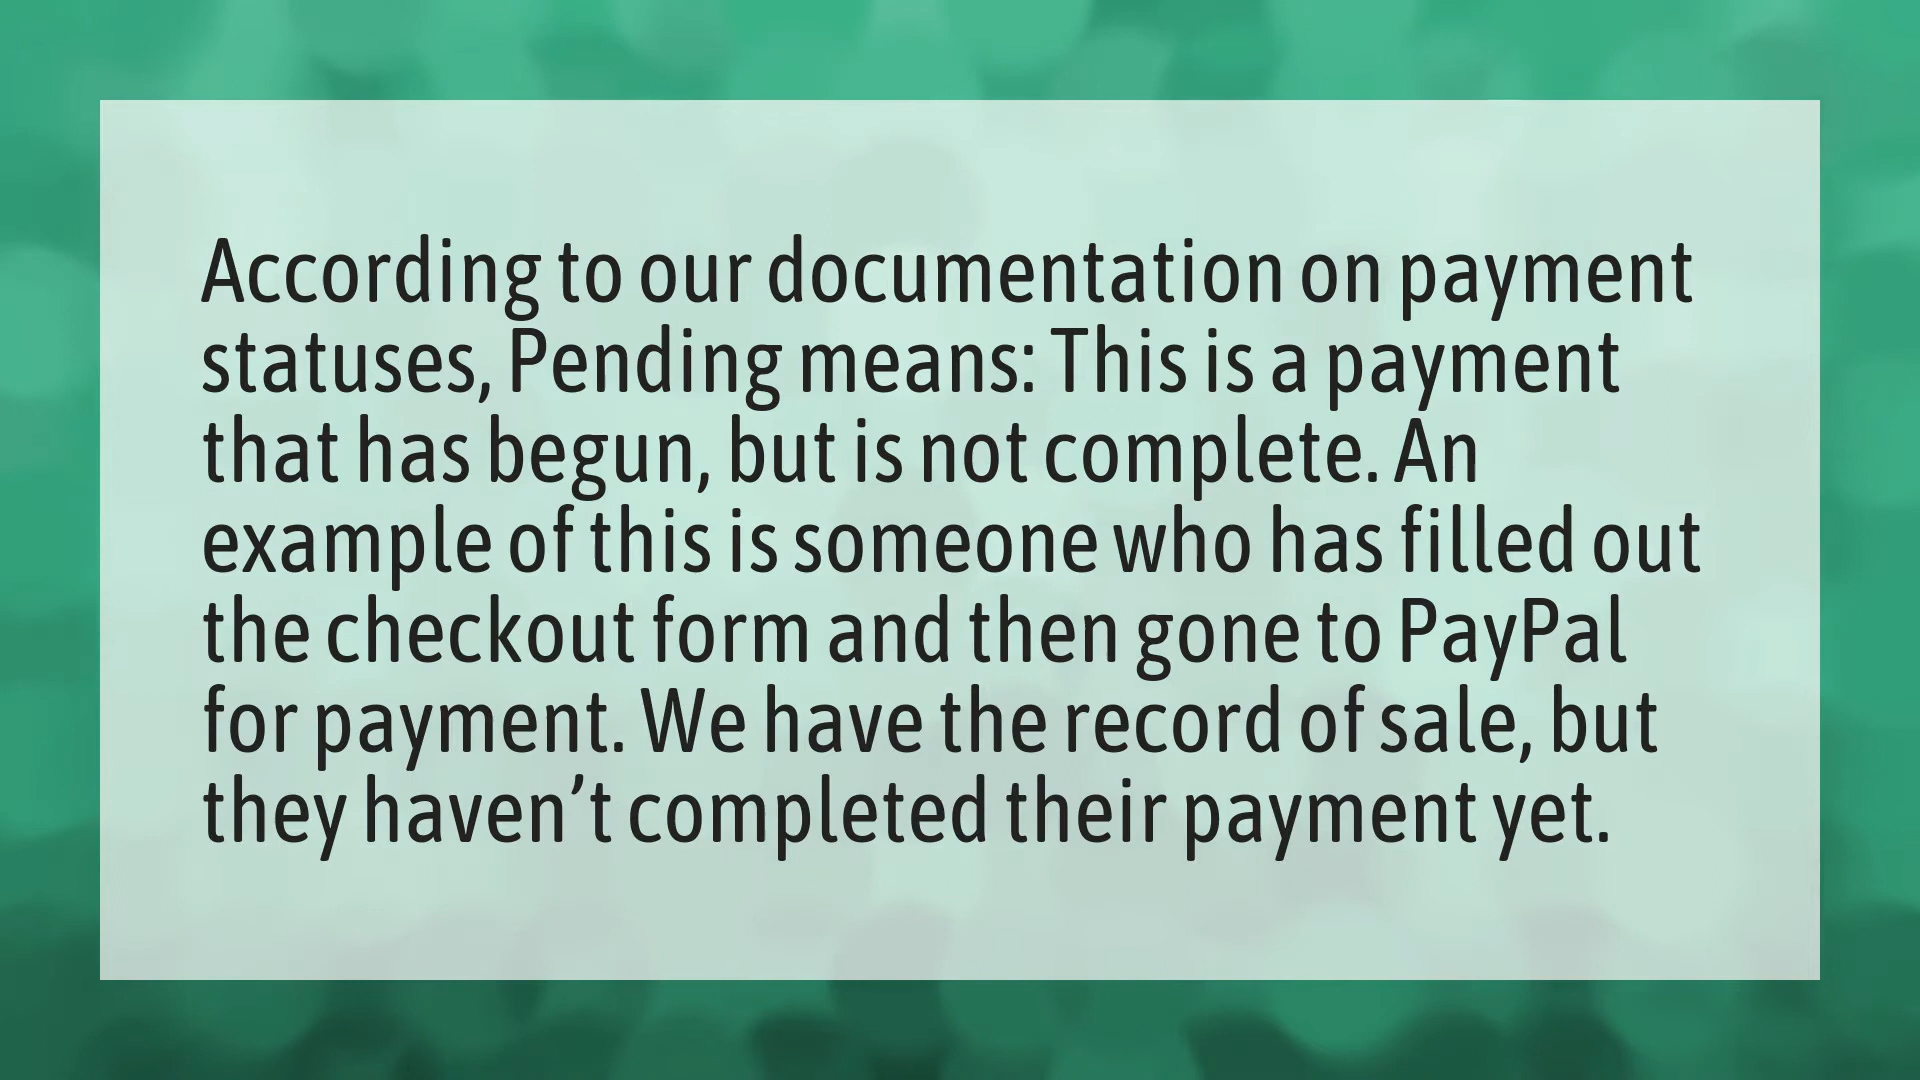 According to our documentation on payment
statuses, Pending means: This is a payment
that has begun, but is not complete. An
example of this is someone who has filled out
the checkout form and then gone to PayPal
for payment. We have the record of sale, but
they haven’t completed their payment yet.